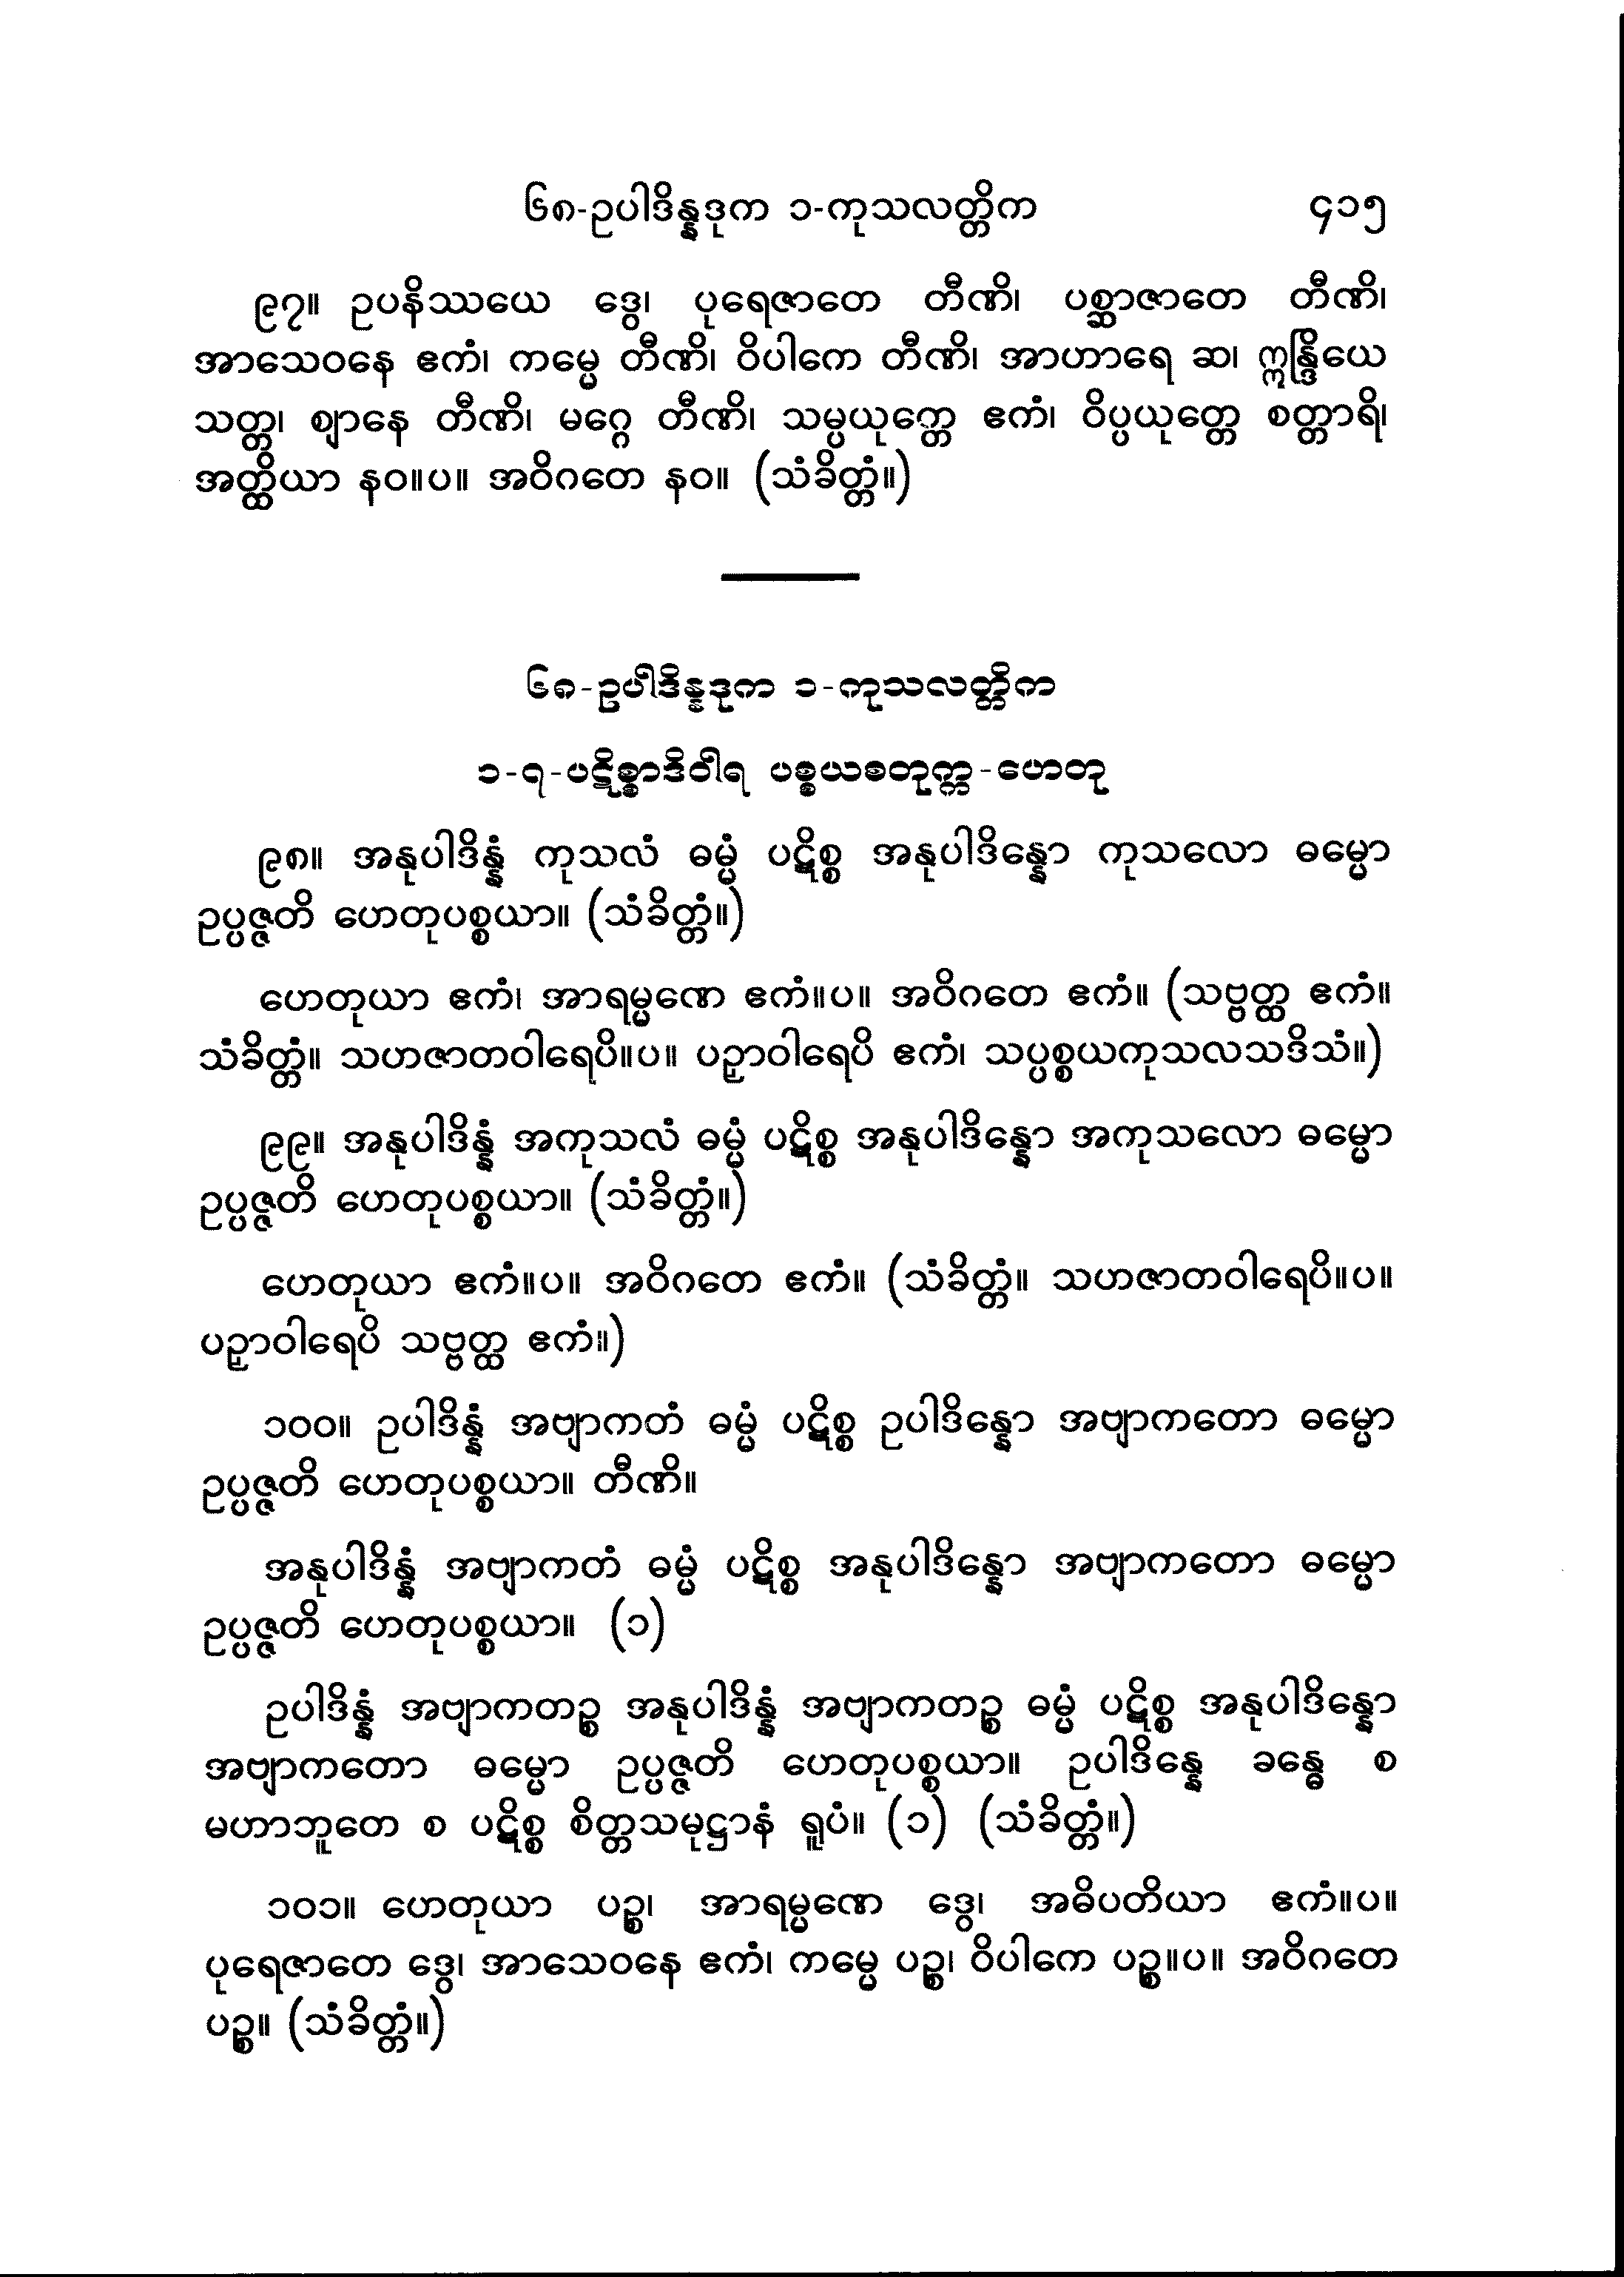 ၆၈-ဥပါဒိန္နဒုက ၁-ကုသလတ္တိက ၄၁၅
၉၇။ ဥပနိဿယေ ဒွေ၊ ပုရေဇာတေ တီဏိ၊ ပစ္ဆာဇာတေ တီဏိ၊
အာသေဝနေ ဧကံ၊ ကမ္မေ တီဏိ၊ ဝိပါကေ တီဏိ၊ အာဟာရေ ဆ၊ ဣန္ဒြိယေ
သတ္တ၊ ဈာနေ တီဏိ၊ မဂ္ဂေ တီဏိ၊ သမ္ပယုတ္တေ ဧကံ၊ ဝိပ္ပယုတ္တေ စတ္တာရိ၊
အတ္ထိယာ နဝ။ပ။ အဝိဂတေ နဝ။ (သံခိတ္တံ။)
၆၈-ဥပါဒိန္နဒုက ၁-ကုသလတ္တိက
၁-၇-ပဋိစ္စာဒိဝါရ ပစ္စယစတုက္က-ဟေတု
၉၈။ အနုပါဒိန္နံ ကုသလံ ဓမ္မံ ပဋိစ္စ အနုပါဒိန္နော ကုသလော ဓမ္မော
ဥပ္ပဇ္ဇတိ ဟေတုပစ္စယာ။ (သံခိတ္တံ။)
ဟေတုယာ ဧကံ၊ အာရမ္မဏေ ဧကံ။ပ။ အဝိဂတေ ဧကံ။ (သဗ္ဗတ္ထ ဧကံ။
သံခိတ္တံ။ သဟဇာတဝါရေပိ။ပ။ ပဉှာဝါရေပိ ဧကံ၊ သပ္ပစ္စယကုသလသဒိသံ။)
၉၉။ အနုပါဒိန္နံ အကုသလံ ဓမ္မံ ပဋိစ္စ အနုပါဒိန္နော အကုသလော ဓမ္မော
ဥပ္ပဇ္ဇတိ ဟေတုပစ္စယာ။ (သံခိတ္တံ။)
ဟေတုယာ ဧကံ။ပ။ အဝိဂတေ ဧကံ။ (သံခိတ္တံ။ သဟဇာတဝါရေပိ။ပ။
ပဉှာဝါရေပိ သဗ္ဗတ္ထ ဧကံ။)
၁၀၀။ ဥပါဒိန္နံ အဗျာကတံ ဓမ္မံ ပဋိစ္စ ဥပါဒိန္နော အဗျာကတော ဓမ္မော
ဥပ္ပဇ္ဇတိ ဟေတုပစ္စယာ။ တီဏိ။
အနုပါဒိန္နံ အဗျာကတံ ဓမ္မံ ပဋိစ္စ အနုပါဒိန္နော အဗျာကတော ဓမ္မော
ဥပ္ပဇ္ဇတိ ဟေတုပစ္စယာ။ (၁)
ဥပါဒိန္နံ အဗျာကတဉ္စ အနုပါဒိန္နံ အဗျာကတဉ္စ ဓမ္မံ ပဋိစ္စ အနုပါဒိန္နော
အဗျာကတော ဓမ္မော ဥပ္ပဇ္ဇတိ ဟေတုပစ္စယာ။ ဥပါဒိန္နေ ခန္ဓေ စ
မဟာဘူတေ စ ပဋိစ္စ စိတ္တသမုဋ္ဌာနံ ရူပံ။ (၁) (သံခိတ္တံ။)
၁၀၁။ ဟေတုယာ ပဉ္စ၊ အာရမ္မဏေ ဒွေ၊ အဓိပတိယာ ဧကံ။ပ။
ပုရေဇာတေ ဒွေ၊ အာသေဝနေ ဧကံ၊ ကမ္မေ ပဉ္စ၊ ဝိပါကေ ပဉ္စ။ပ။ အဝိဂတေ
ပဉ္စ။ (သံခိတ္တံ။)